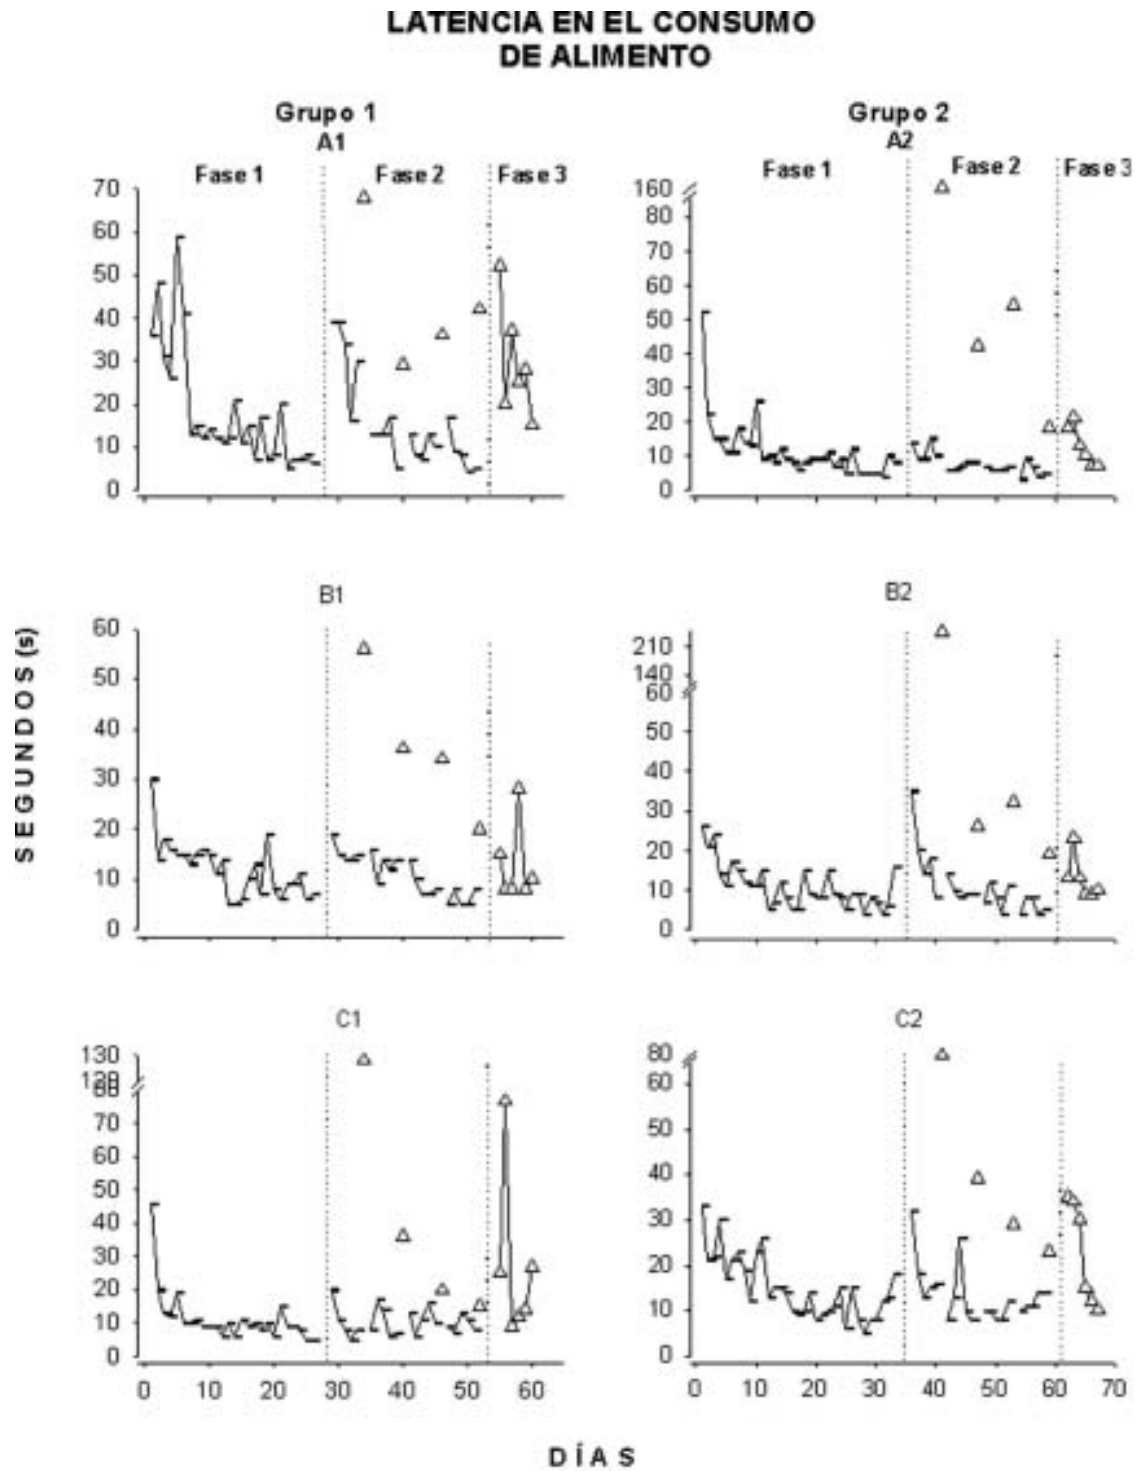 LATENCIA EN EL CONSUMO
DE ALIMENTO
Grupo 1
Grupo 2
A1
A2
Fase 1
Fase 2
Fase 3
Fase 1
Fase 2
Fase 3
70
60
50
40
30
20
10
0
160
80
70
60
50
40
30
20
10
0
B1
B2
60
50
40
30
20
10
0
210
140
60
50
40
30
20
10
0
SEGUNDOS (s)
C1
C2
130
120
80
70
60
50
40
30
20
10
0
80
60
50
40
30
20
10
0
0 10 20 30 40 50 60
0 10 20 30 40 50 60 70
DÍAS